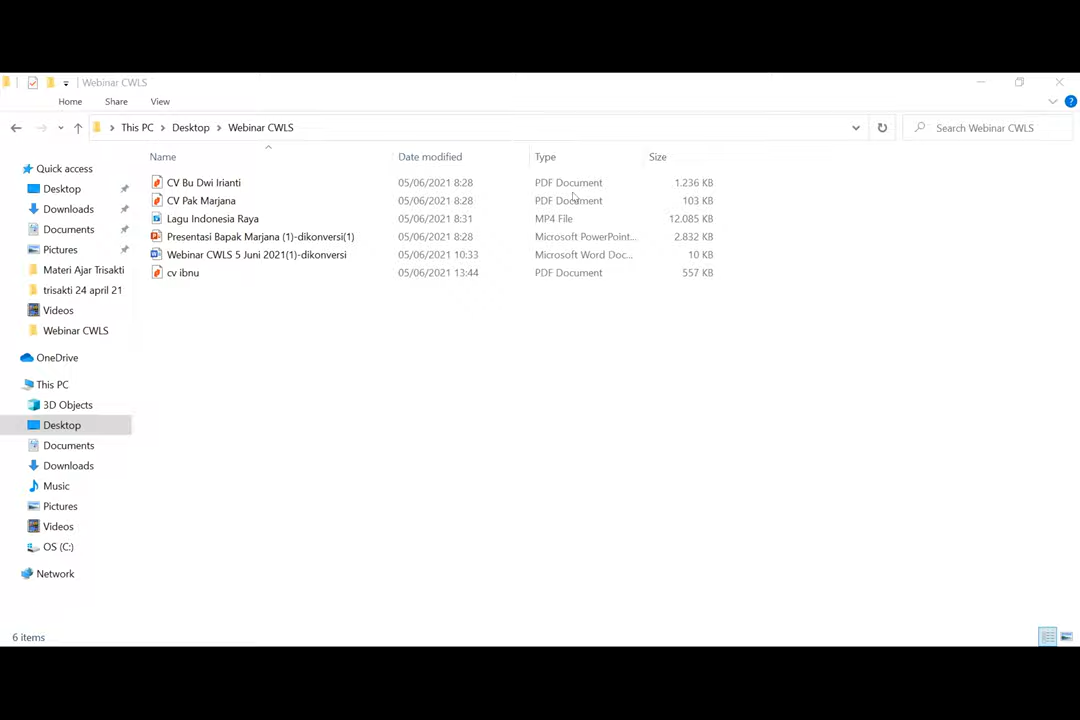 Webinar CWLS
Home Share View
This PC Desktop Webinar CWLS
Search Webinar CWLS
Name Date modified Type Size
CV Bu Dwi Irianti 05/06/2021 8:28 PDF Document 1.236 KB
CV Pak Marjana 05/06/2021 8:28 PDF Document 103 KB
Lagu Indonesia Raya 05/06/2021 8:31 MP4 File 12.085 KB
Presentasi Bapak Marjana (1)-dikonversi(1) 05/06/2021 8:28 Microsoft PowerPoint... 2.832 KB
Webinar CWLS 5 Juni 2021(1)-dikonversi 05/06/2021 10:33 Microsoft Word Doc... 10 KB
cv ibnu 05/06/2021 13:44 PDF Document 557 KB
Quick access
Desktop
Downloads
Documents
Pictures
Materi Ajar Trisakti
trisakti 24 april 21
Videos
Webinar CWLS
OneDrive
This PC
3D Objects
Desktop
Documents
Downloads
Music
Pictures
Videos
OS (C:)
Network
6 items